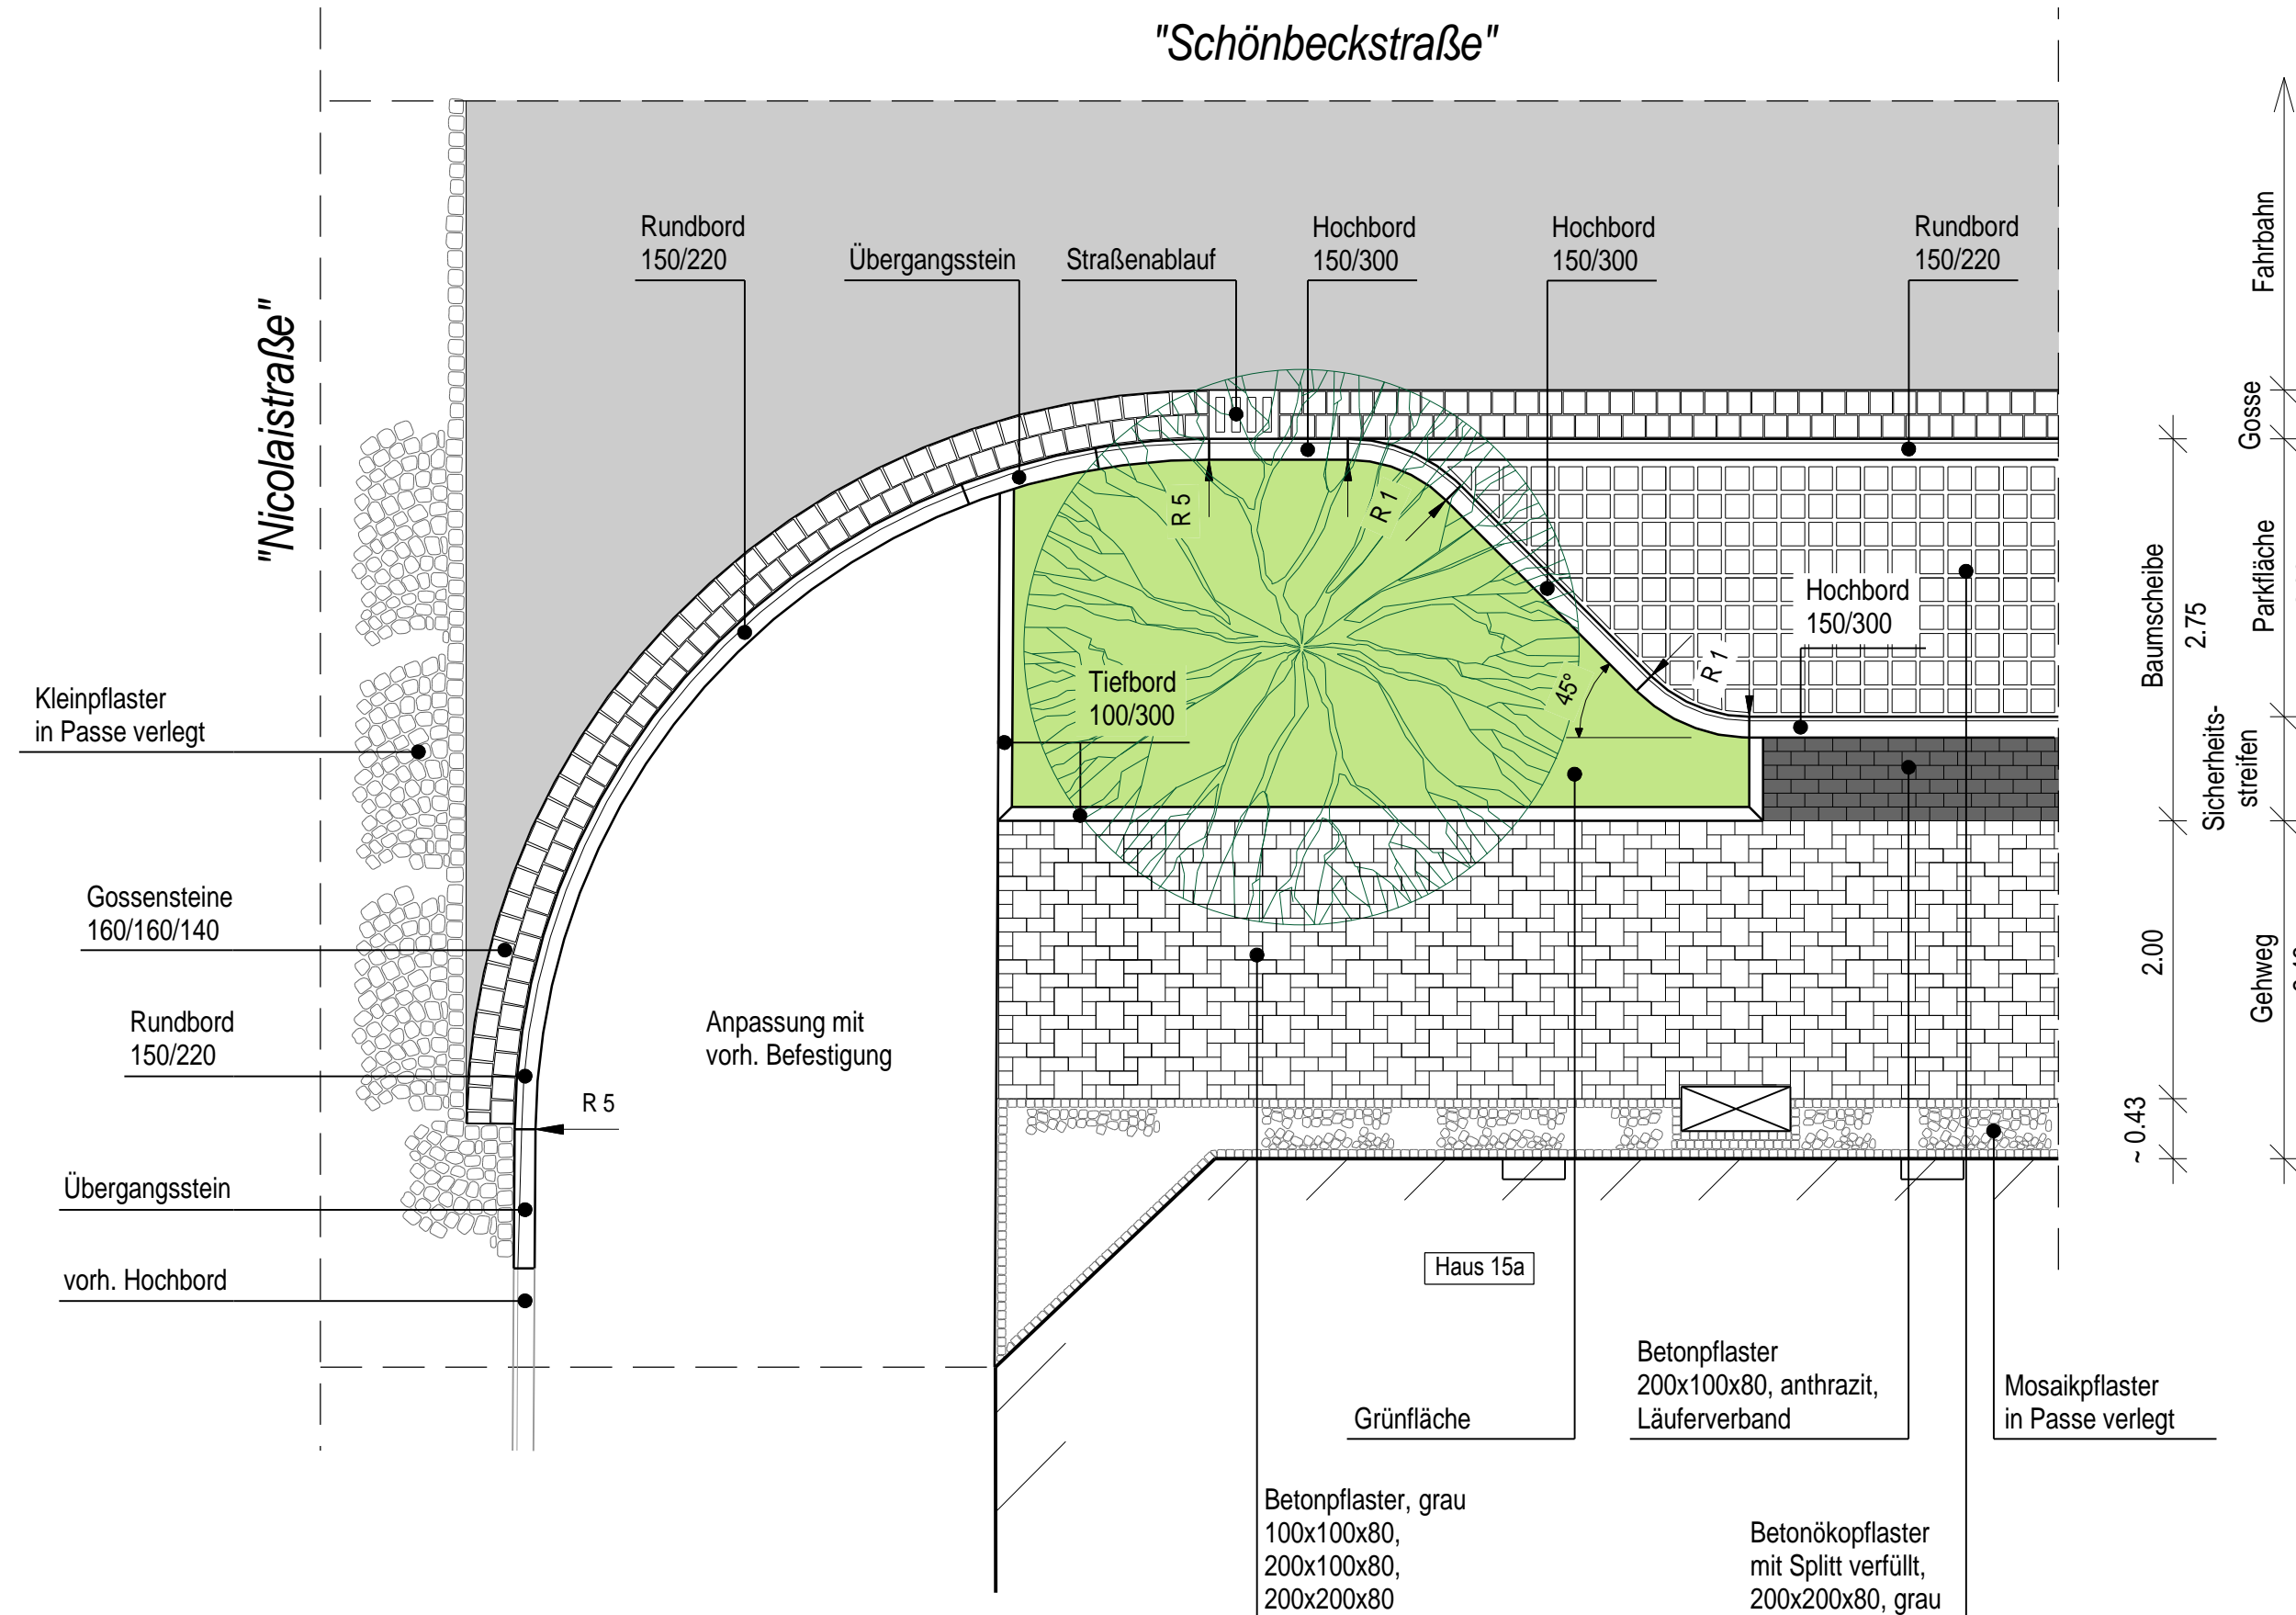 "Schönbeckstraße"
"Nicolaistraße"
Rundbord
150/220
Übergangsstein
Straßenablauf
Hochbord
150/300
Hochbord
150/300
Rundbord
150/220
Fahrbahn
Gosse
Parkfläche
Baumscheibe
2.75
Sicherheits-
streifen
Gehweg
2.00
~ 0.43
R 5
R 1
Hochbord
150/300
R 1
45°
Tiefbord
100/300
Kleinpflaster
in Passe verlegt
Gossensteine
160/160/140
Rundbord
150/220
Anpassung mit
vorh. Befestigung
R 5
Übergangsstein
vorh. Hochbord
Haus 15a
Grünfläche
Betonpflaster
200x100x80, anthrazit,
Läuferverband
Mosaikpflaster
in Passe verlegt
Betonpflaster, grau
100x100x80,
200x100x80,
200x200x80
Betonökopflaster
mit Splitt verfüllt,
200x200x80, grau